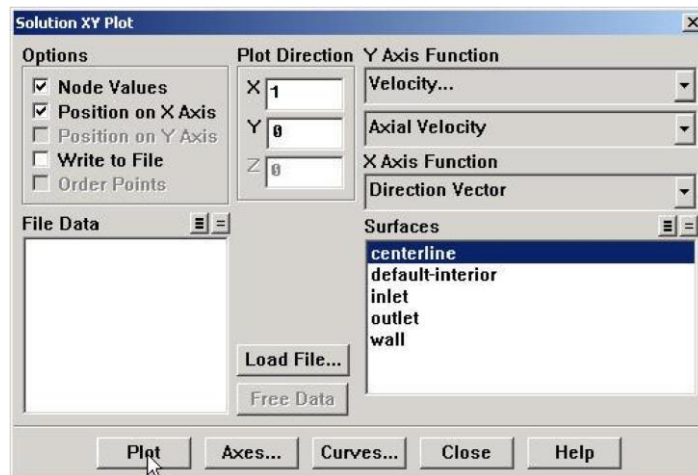 Solution XY Plot
Options
Node Values
Position on X Axis
Position on Y Axis
Write to File
Order Points
Plot Direction
X 1
Y 0
Z 0
Y Axis Function
Velocity...
Axial Velocity
X Axis Function
Direction Vector
File Data
Surfaces
centerline
default-interior
inlet
outlet
wall
Load File...
Free Data
Plot Axes... Curves... Close Help